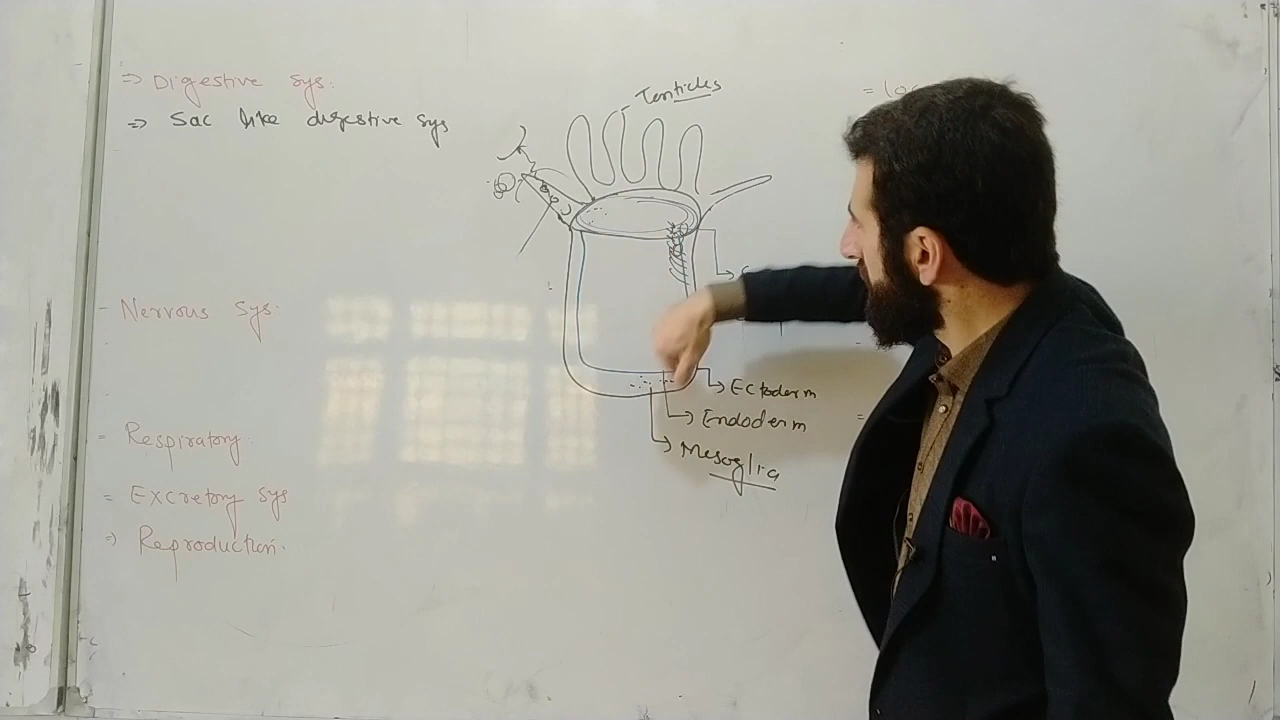 ⇒ Digestive sys:
⇒ Sac like digestive sys
Tenticles
- Nervous sys:
= Respiratory:
= Excretory sys
⇒ Reproduction:
Ectoderm
Endoderm
Mesoglia